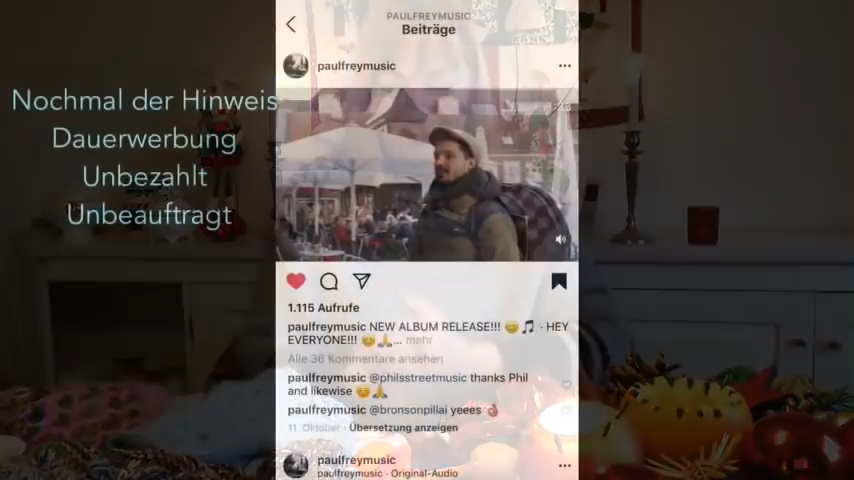 Nochmal der Hinweis
Dauerwerbung
Unbezahlt
Unbeauftragt
PAULFREYMUSIC
Beiträge
paulfreymusic
1.115 Aufrufe
paulfreymusic NEW ALBUM RELEASE!!! 😊🎵 · HEY
EVERYONE!!! 😊🙏... mehr
Alle 36 Kommentare ansehen
paulfreymusic @philsstreetmusic thanks Phil
and likewise ☺️🙏
paulfreymusic @bronsonpillai yeees 👌🏾
11. Oktober · Übersetzung anzeigen
paulfreymusic
paulfreymusic · Original-Audio